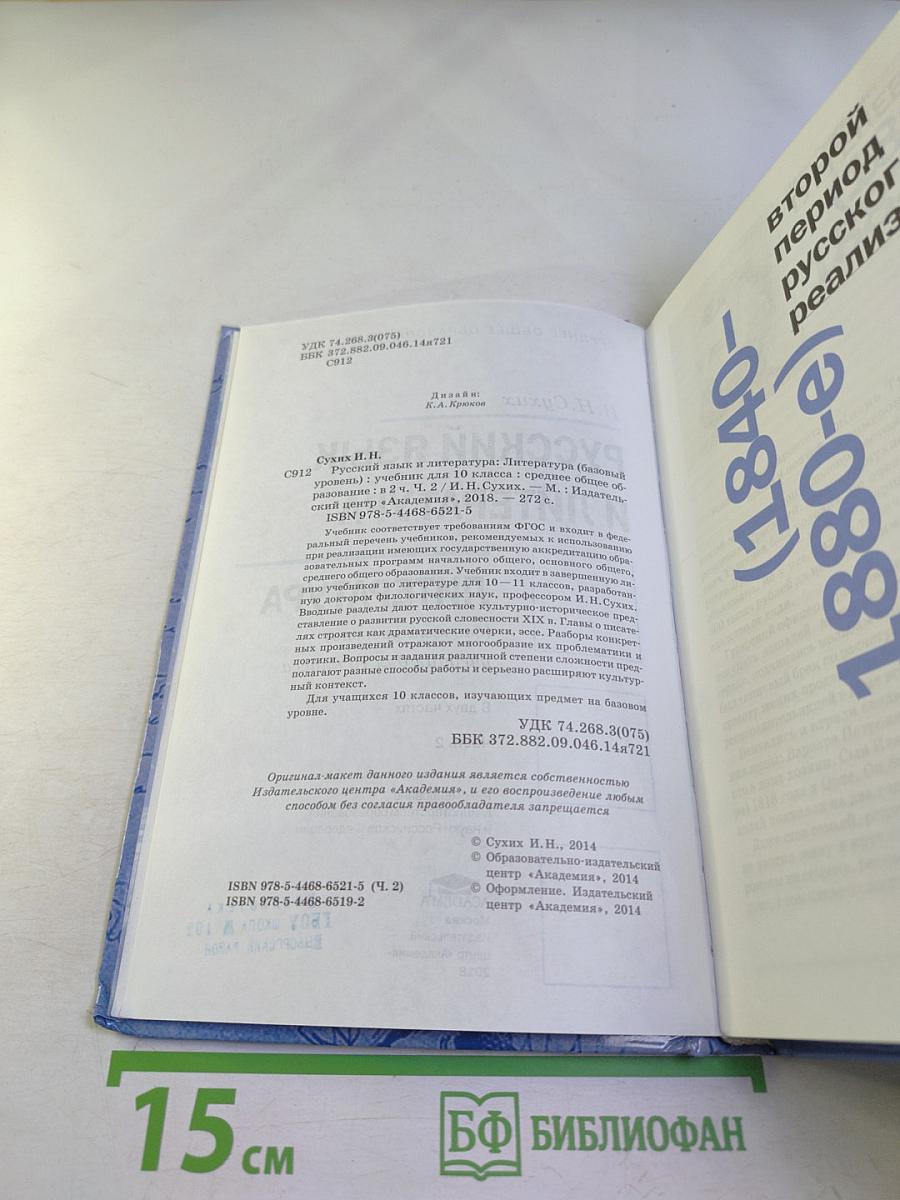 УДК 74.268.3(075)
ББК 372.882.09.046.14я721
С912
Дизайн:
К. А. Крюков
Сухих И. Н.
С912 Русский язык и литература: Литература (базовый
уровень) : учебник для 10 класса : среднее общее об-
разование : в 2 ч. Ч. 2 / И. Н. Сухих. — М. : Издатель-
ский центр «Академия», 2018. — 272 с.
ISBN 978-5-4468-6521-5
Учебник соответствует требованиям ФГОС и входит в феде-
ральный перечень учебников, рекомендуемых к использованию
при реализации имеющих государственную аккредитацию обра-
зовательных программ начального общего, основного общего,
среднего общего образования. Учебник входит в завершенную ли-
нию учебников по литературе для 10—11 классов, разработан-
ную доктором филологических наук, профессором И. Н. Сухих.
Вводные разделы дают целостное культурно-историческое пред-
ставление о развитии русской словесности XIX в. Главы о писате-
лях строятся как драматические очерки, эссе. Разборы конкрет-
ных произведений отражают многообразие их проблематики и
поэтики. Вопросы и задания различной степени сложности пред-
полагают разные способы работы и серьезно расширяют культур-
ный контекст.
Для учащихся 10 классов, изучающих предмет на базовом
уровне.
УДК 74.268.3(075)
ББК 372.882.09.046.14я721
Оригинал-макет данного издания является собственностью
Издательского центра «Академия», и его воспроизведение любым
способом без согласия правообладателя запрещается
© Сухих И. Н., 2014
© Образовательно-издательский
центр «Академия», 2014
© Оформление. Издательский
центр «Академия», 2014
ISBN 978-5-4468-6521-5 (Ч. 2)
ISBN 978-5-4468-6519-2
второй
период
русског
реализ
(1840–
1880-е)
15 см
БФ БИБЛИОФАН